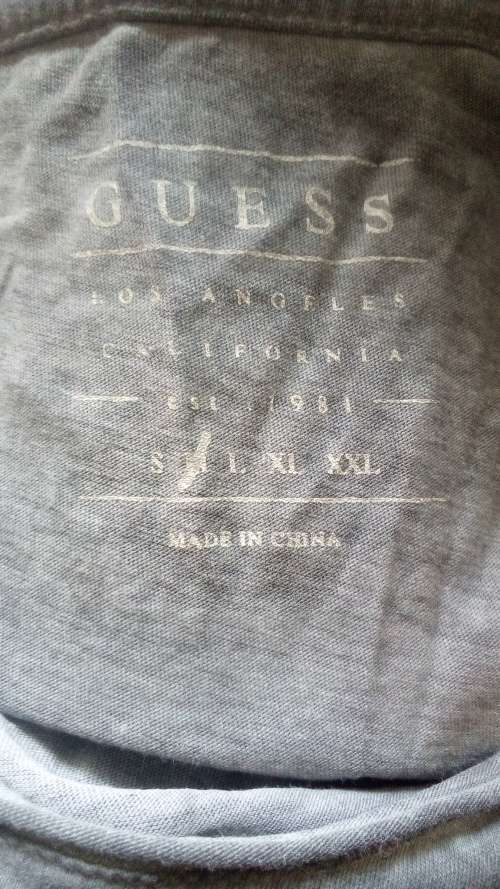 GUESS
LOS ANGELES
CALIFORNIA
EST. 1981
S M L XL XXL
MADE IN CHINA